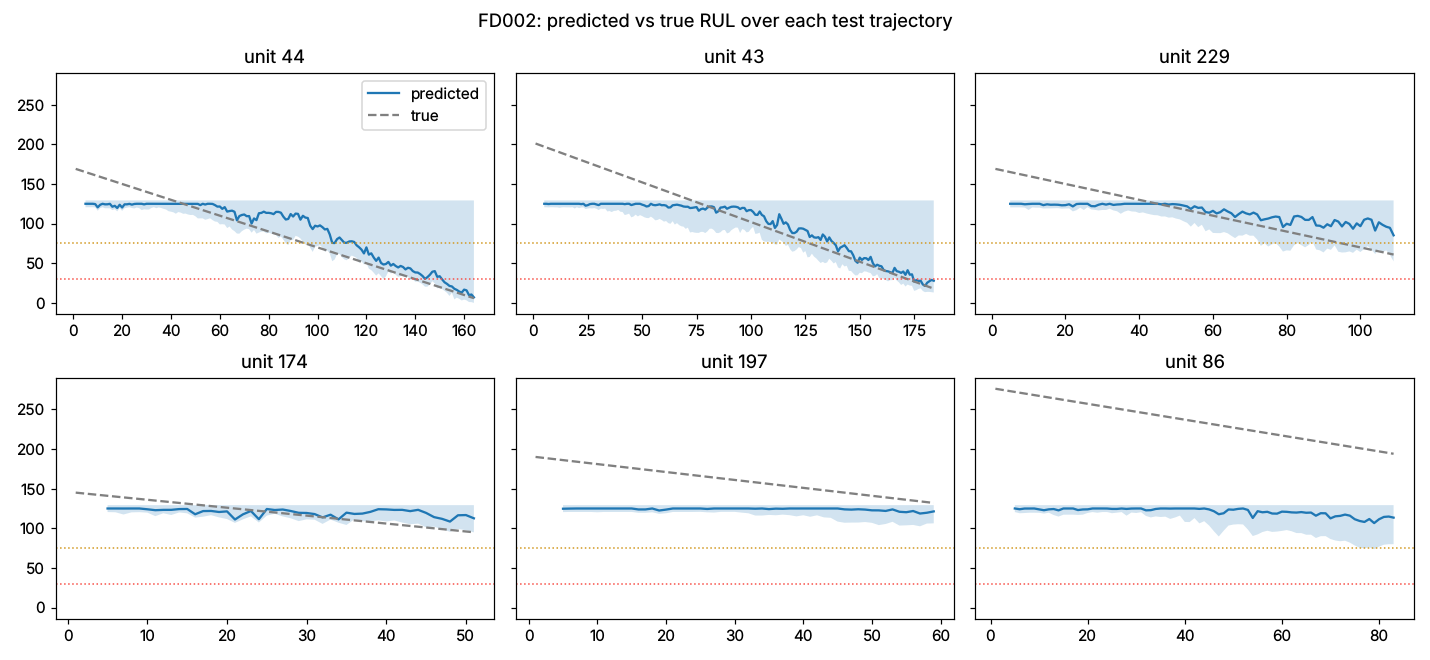 FD002: predicted vs true RUL over each test trajectory
unit 44
unit 43
unit 229
predicted
true
250
200
150
100
50
0
0 20 40 60 80 100 120 140 160
0 25 50 75 100 125 150 175
0 20 40 60 80 100
unit 174
unit 197
unit 86
250
200
150
100
50
0
0 10 20 30 40 50
0 10 20 30 40 50 60
0 20 40 60 80